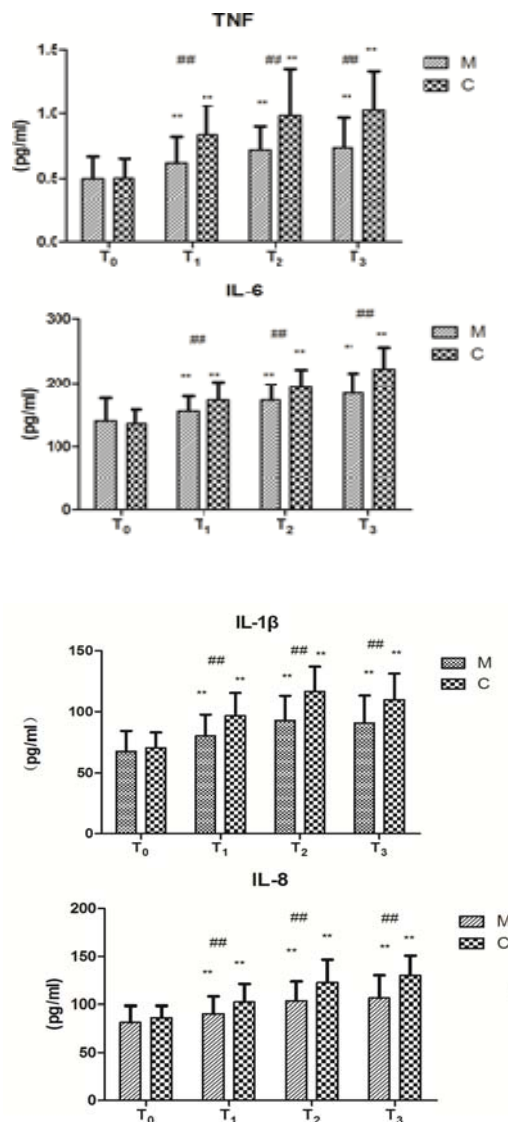 TNF
1.5
1.0
0.5
0.0
(pg/ml)
## ## ##
** ** ** ** ** **
M
C
T0 T1 T2 T3
IL-6
300
200
100
0
(pg/ml)
## ## ##
** ** ** ** ** **
M
C
T0 T1 T2 T3
IL-1β
150
100
50
0
(pg/ml)
## ## ##
** ** ** ** ** **
M
C
T0 T1 T2 T3
IL-8
200
150
100
50
0
(pg/ml)
## ## ##
** ** ** ** ** **
M
C
T0 T1 T2 T3